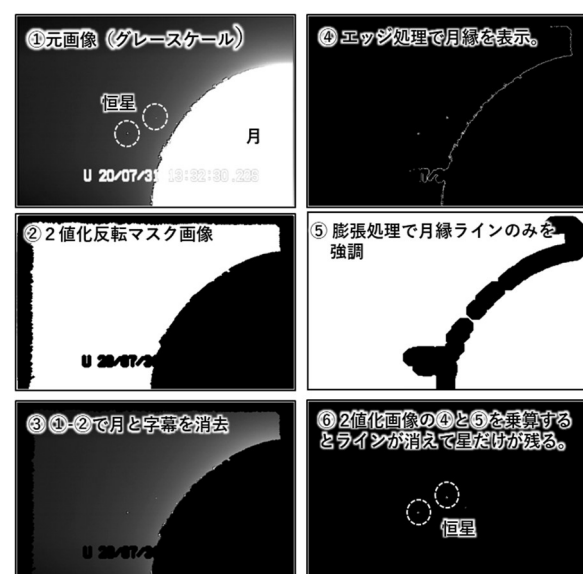 ①元画像（グレースケール）
恒星
月
U 20/07/31
②２値化反転マスク画像
U 20/07/3
③ ①-②で月と字幕を消去
U 20/07/3
④ エッジ処理で月縁を表示。
⑤ 膨張処理で月縁ラインのみを
強調
⑥ 2値化画像の④と⑤を乗算する
とラインが消えて星だけが残る。
恒星